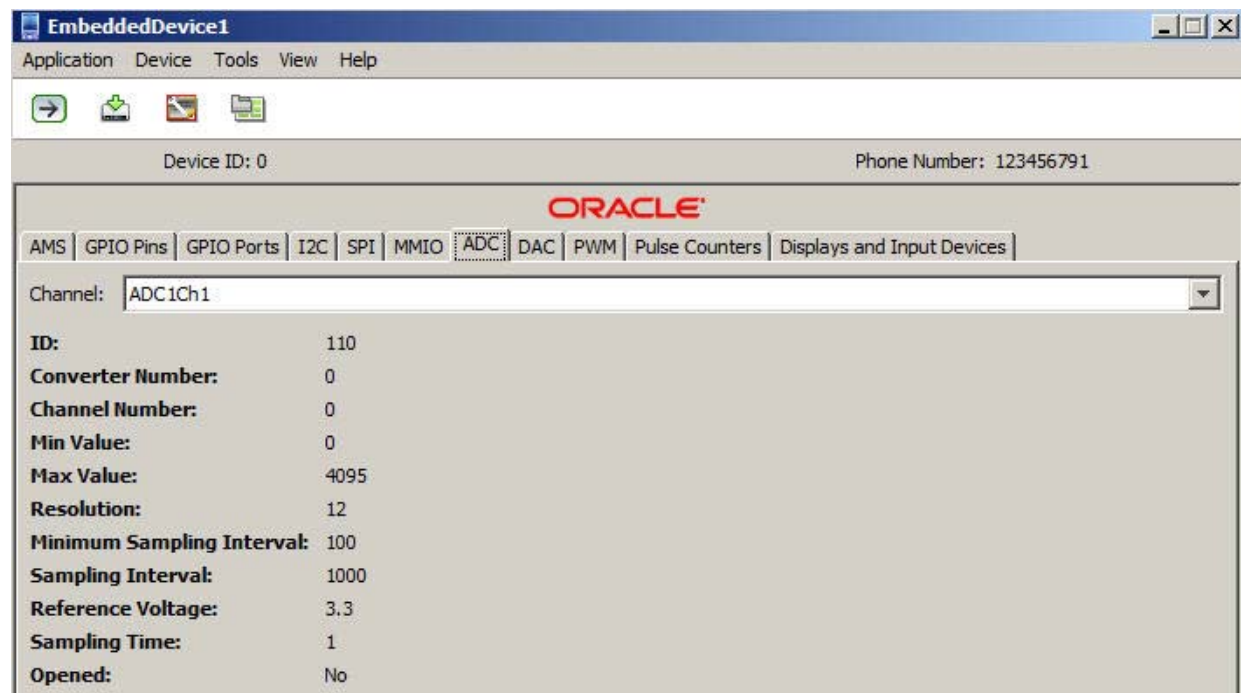 EmbeddedDevice1
Application Device Tools View Help
Device ID: 0 Phone Number: 123456791
ORACLE
AMS GPIO Pins GPIO Ports I2C SPI MMIO ADC DAC PWM Pulse Counters Displays and Input Devices
Channel: ADC1Ch1
ID: 110
Converter Number: 0
Channel Number: 0
Min Value: 0
Max Value: 4095
Resolution: 12
Minimum Sampling Interval: 100
Sampling Interval: 1000
Reference Voltage: 3.3
Sampling Time: 1
Opened: No